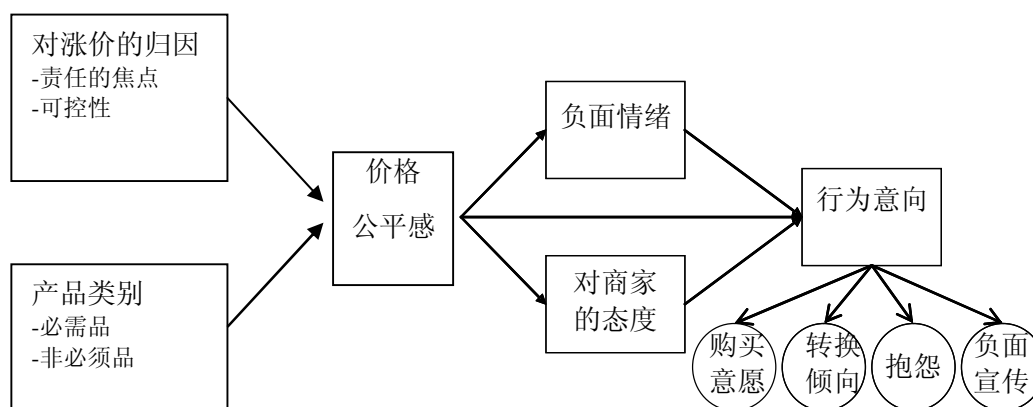 对涨价的归因
-责任的焦点
-可控性
产品类别
-必需品
-非必须品
价格
公平感
负面情绪
对商家
的态度
行为意向
购买
意愿
转换
倾向
抱怨
负面
宣传